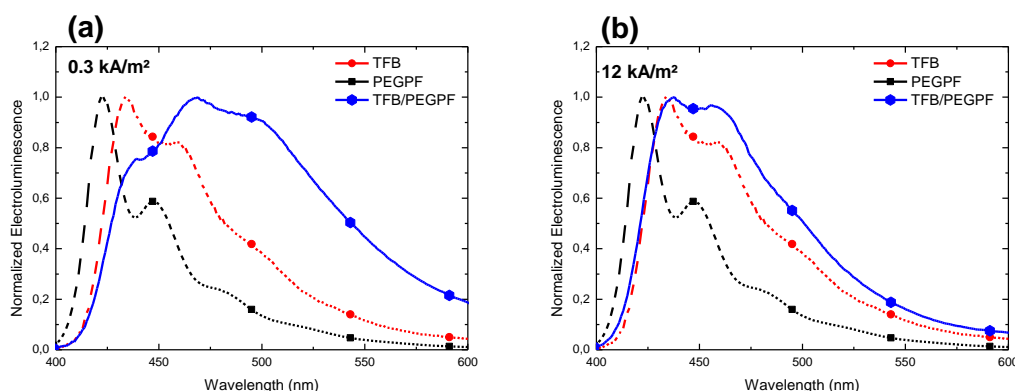 (a)
0.3 kA/m²
TFB
PEGPF
TFB/PEGPF
1,2
1,0
0,8
0,6
0,4
0,2
0,0
Normalized Electroluminescence
400 450 500 550 600
Wavelength (nm)
(b)
12 kA/m²
TFB
PEGPF
TFB/PEGPF
1,2
1,0
0,8
0,6
0,4
0,2
0,0
Normalized Electroluminescence
400 450 500 550 600
Wavelength (nm)